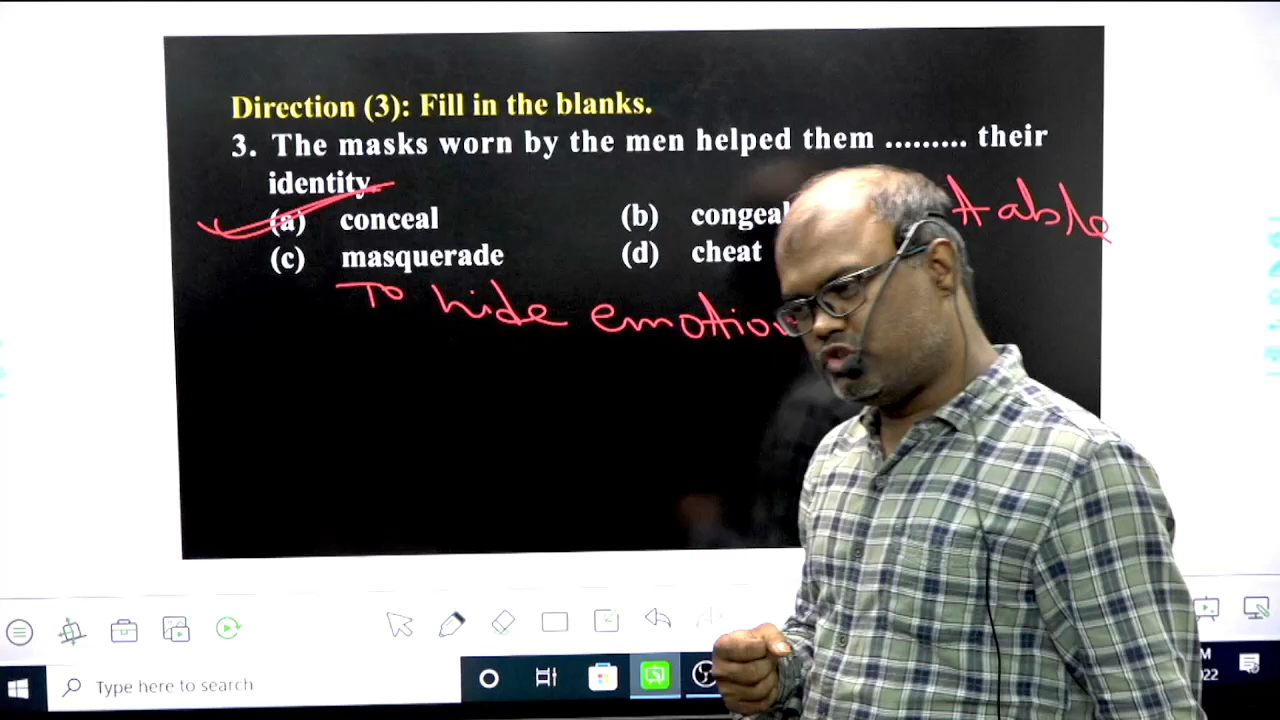 Direction (3): Fill in the blanks.
3. The masks worn by the men helped them ......... their
identity.
(a) conceal (b) congeal
table
(c) masquerade (d) cheat
To hide emotion
Type here to search